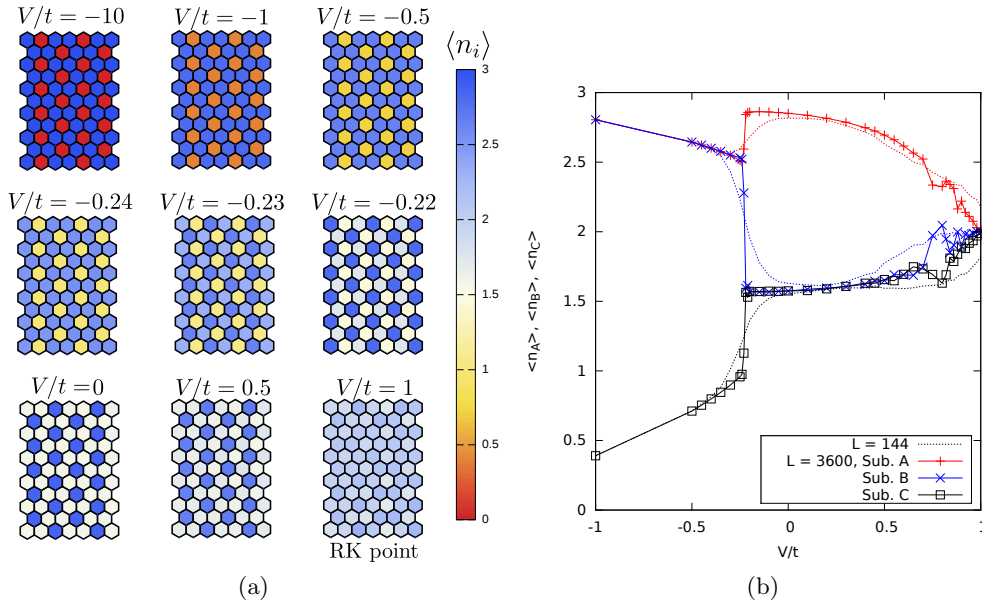 V/t = −10
V/t = −1
V/t = −0.5
⟨n_i⟩
3
2.5
2
1.5
1
0.5
0
V/t = −0.24
V/t = −0.23
V/t = −0.22
V/t = 0
V/t = 0.5
V/t = 1
RK point
(a)
3
2.5
2
1.5
1
0.5
0
<n_A>, <n_B>, <n_C>
L = 144
L = 3600, Sub. A
Sub. B
Sub. C
-1
-0.5
0
0.5
1
V/t
(b)